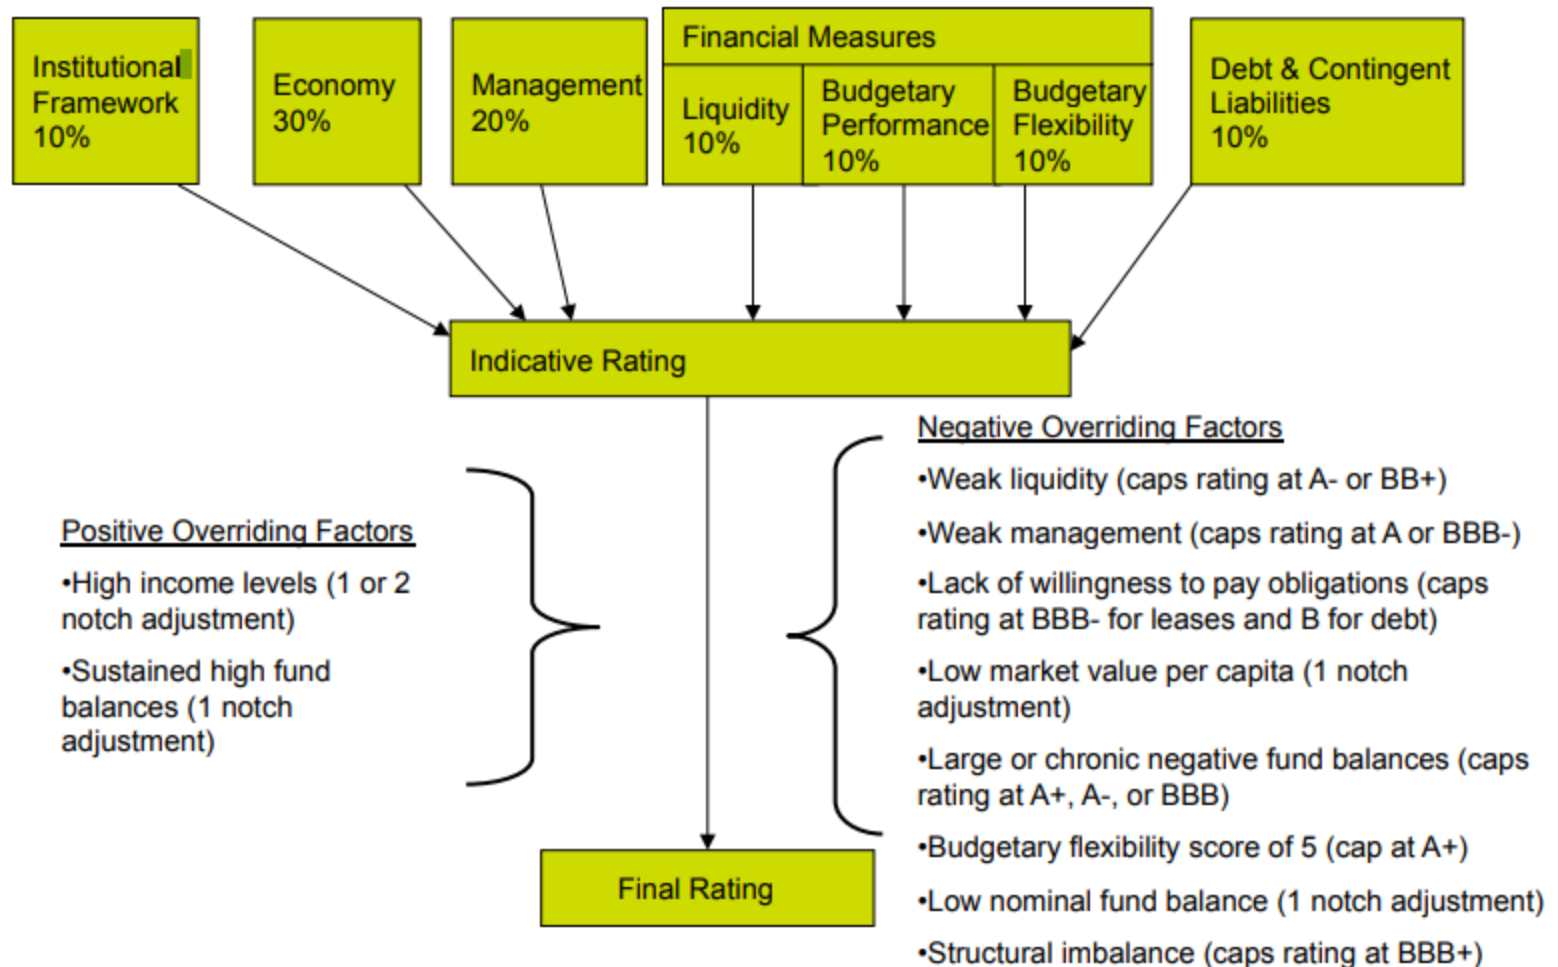 Institutional
Framework
10%
Economy
30%
Management
20%
Financial Measures
Liquidity
10%
Budgetary
Performance
10%
Budgetary
Flexibility
10%
Debt & Contingent
Liabilities
10%
Indicative Rating
Positive Overriding Factors
•High income levels (1 or 2
notch adjustment)
•Sustained high fund
balances (1 notch
adjustment)
Negative Overriding Factors
•Weak liquidity (caps rating at A- or BB+)
•Weak management (caps rating at A or BBB-)
•Lack of willingness to pay obligations (caps
rating at BBB- for leases and B for debt)
•Low market value per capita (1 notch
adjustment)
•Large or chronic negative fund balances (caps
rating at A+, A-, or BBB)
•Budgetary flexibility score of 5 (cap at A+)
•Low nominal fund balance (1 notch adjustment)
•Structural imbalance (caps rating at BBB+)
Final Rating